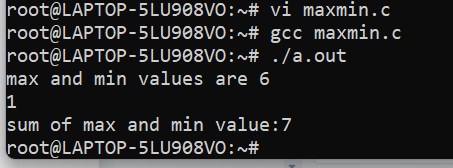 root@LAPTOP-5LU908VO:~# vi maxmin.c
root@LAPTOP-5LU908VO:~# gcc maxmin.c
root@LAPTOP-5LU908VO:~# ./a.out
max and min values are 6
1
sum of max and min value:7
root@LAPTOP-5LU908VO:~#